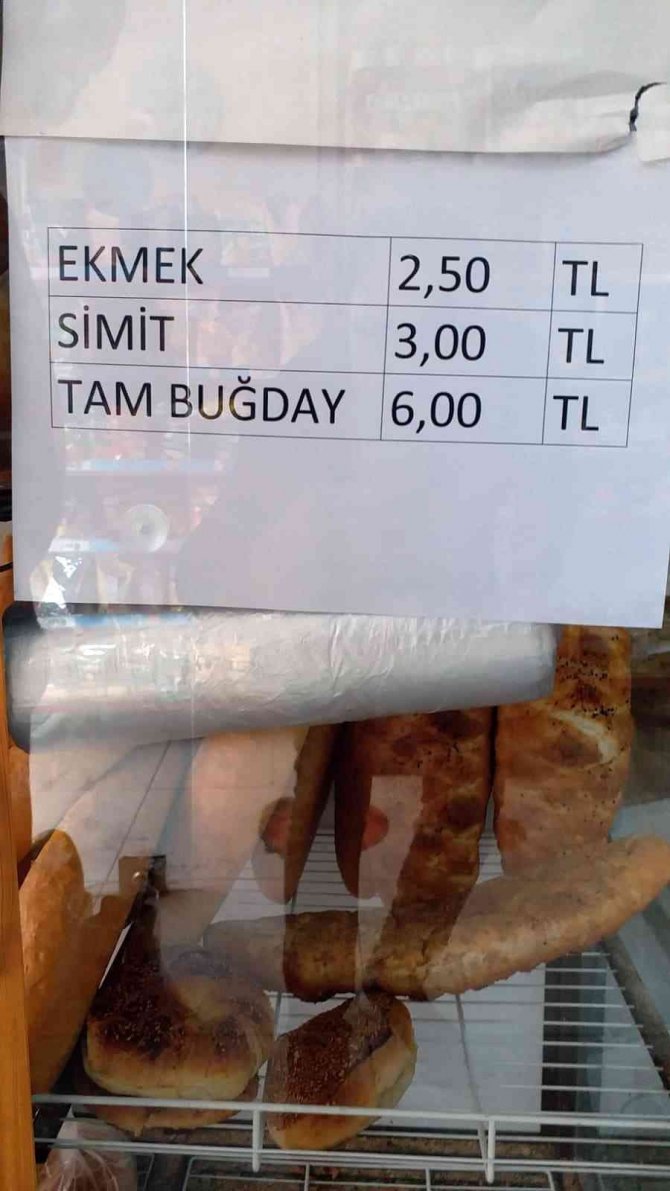 EKMEK 2,50 TL
SİMİT 3,00 TL
TAM BUĞDAY 6,00 TL